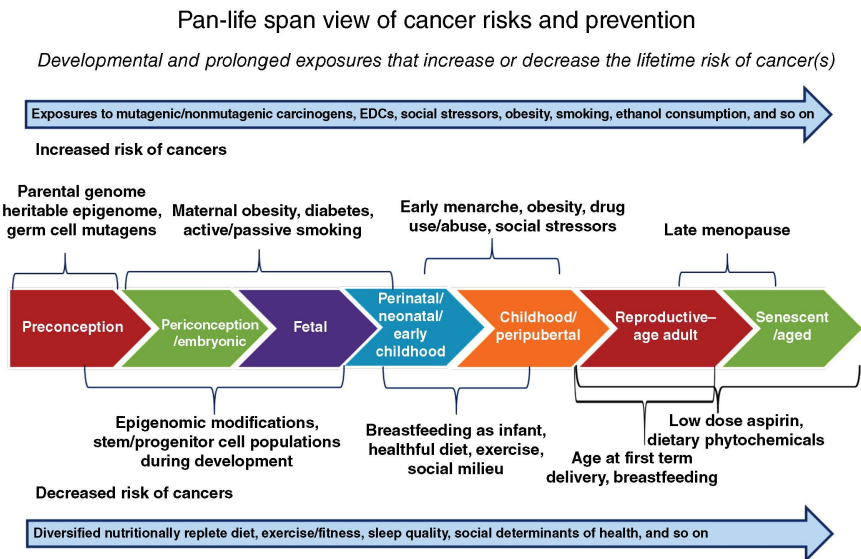 Pan-life span view of cancer risks and prevention
Developmental and prolonged exposures that increase or decrease the lifetime risk of cancer(s)
Exposures to mutagenic/nonmutagenic carcinogens, EDCs, social stressors, obesity, smoking, ethanol consumption, and so on
Increased risk of cancers
Parental genome
heritable epigenome,
germ cell mutagens
Maternal obesity, diabetes,
active/passive smoking
Early menarche, obesity, drug
use/abuse, social stressors
Late menopause
Preconception
Periconception
/embryonic
Fetal
Perinatal/
neonatal/
early
childhood
Childhood/
peripubertal
Reproductive–
age adult
Senescent
/aged
Epigenomic modifications,
stem/progenitor cell populations
during development
Breastfeeding as infant,
healthful diet, exercise,
social milieu
Age at first term
delivery, breastfeeding
Low dose aspirin,
dietary phytochemicals
Decreased risk of cancers
Diversified nutritionally replete diet, exercise/fitness, sleep quality, social determinants of health, and so on